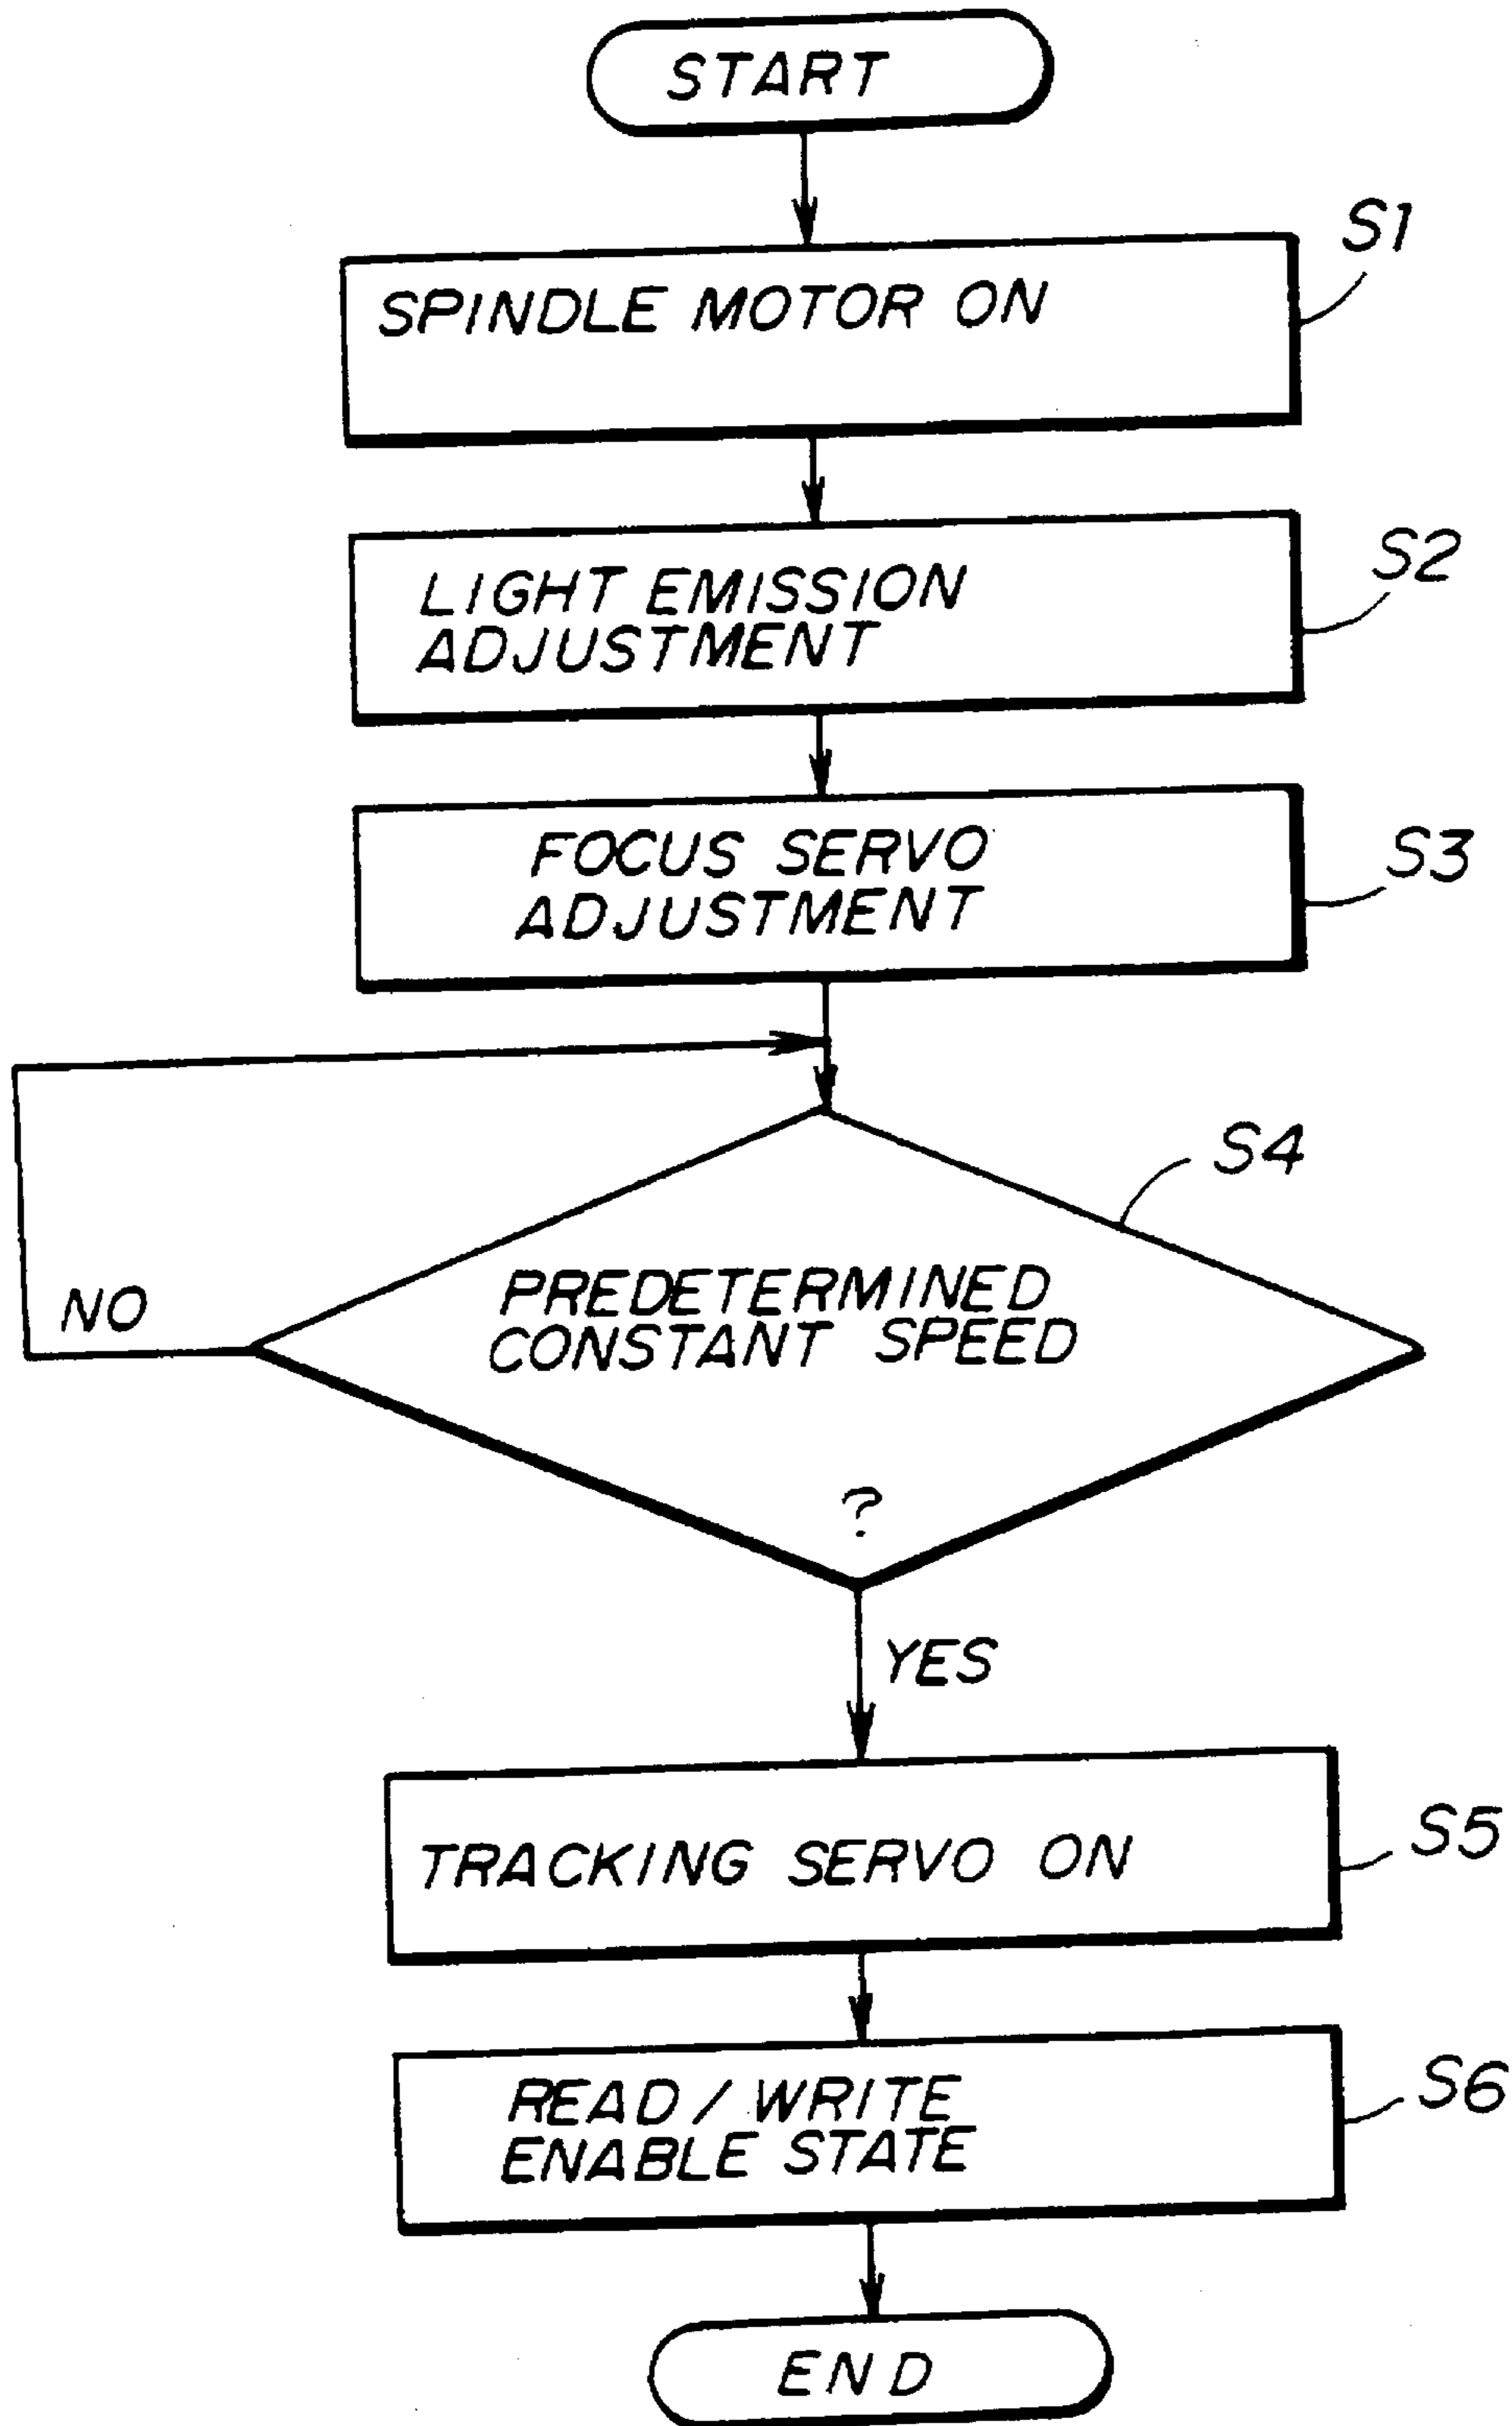 START
S1
SPINDLE MOTOR ON
S2
LIGHT EMISSION
ADJUSTMENT
S3
FOCUS SERVO
ADJUSTMENT
S4
PREDETERMINED
CONSTANT SPEED
NO
?
YES
S5
TRACKING SERVO ON
S6
READ / WRITE
ENABLE STATE
END